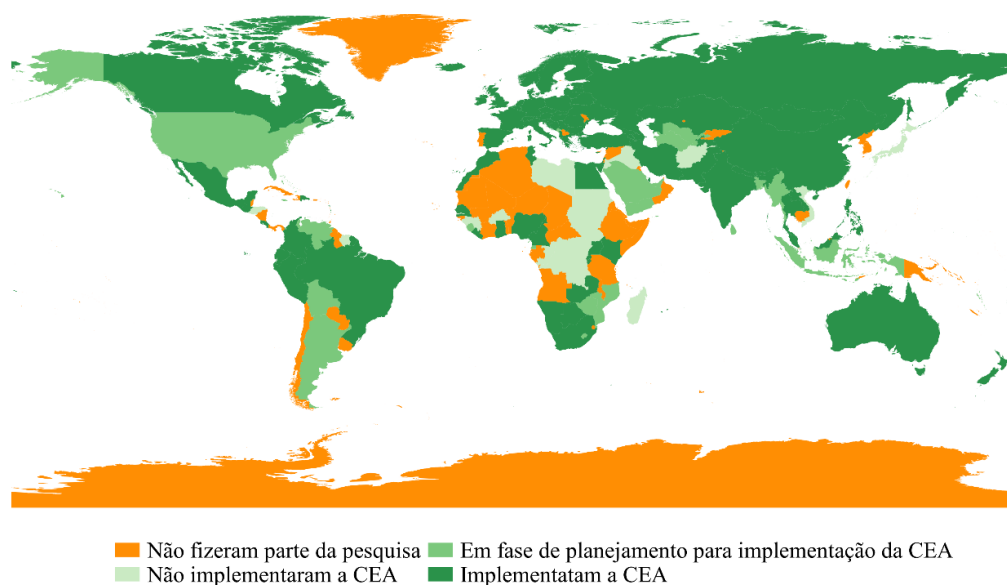 Não fizeram parte da pesquisa Em fase de planejamento para implementação da CEA
Não implementaram a CEA Implementatam a CEA